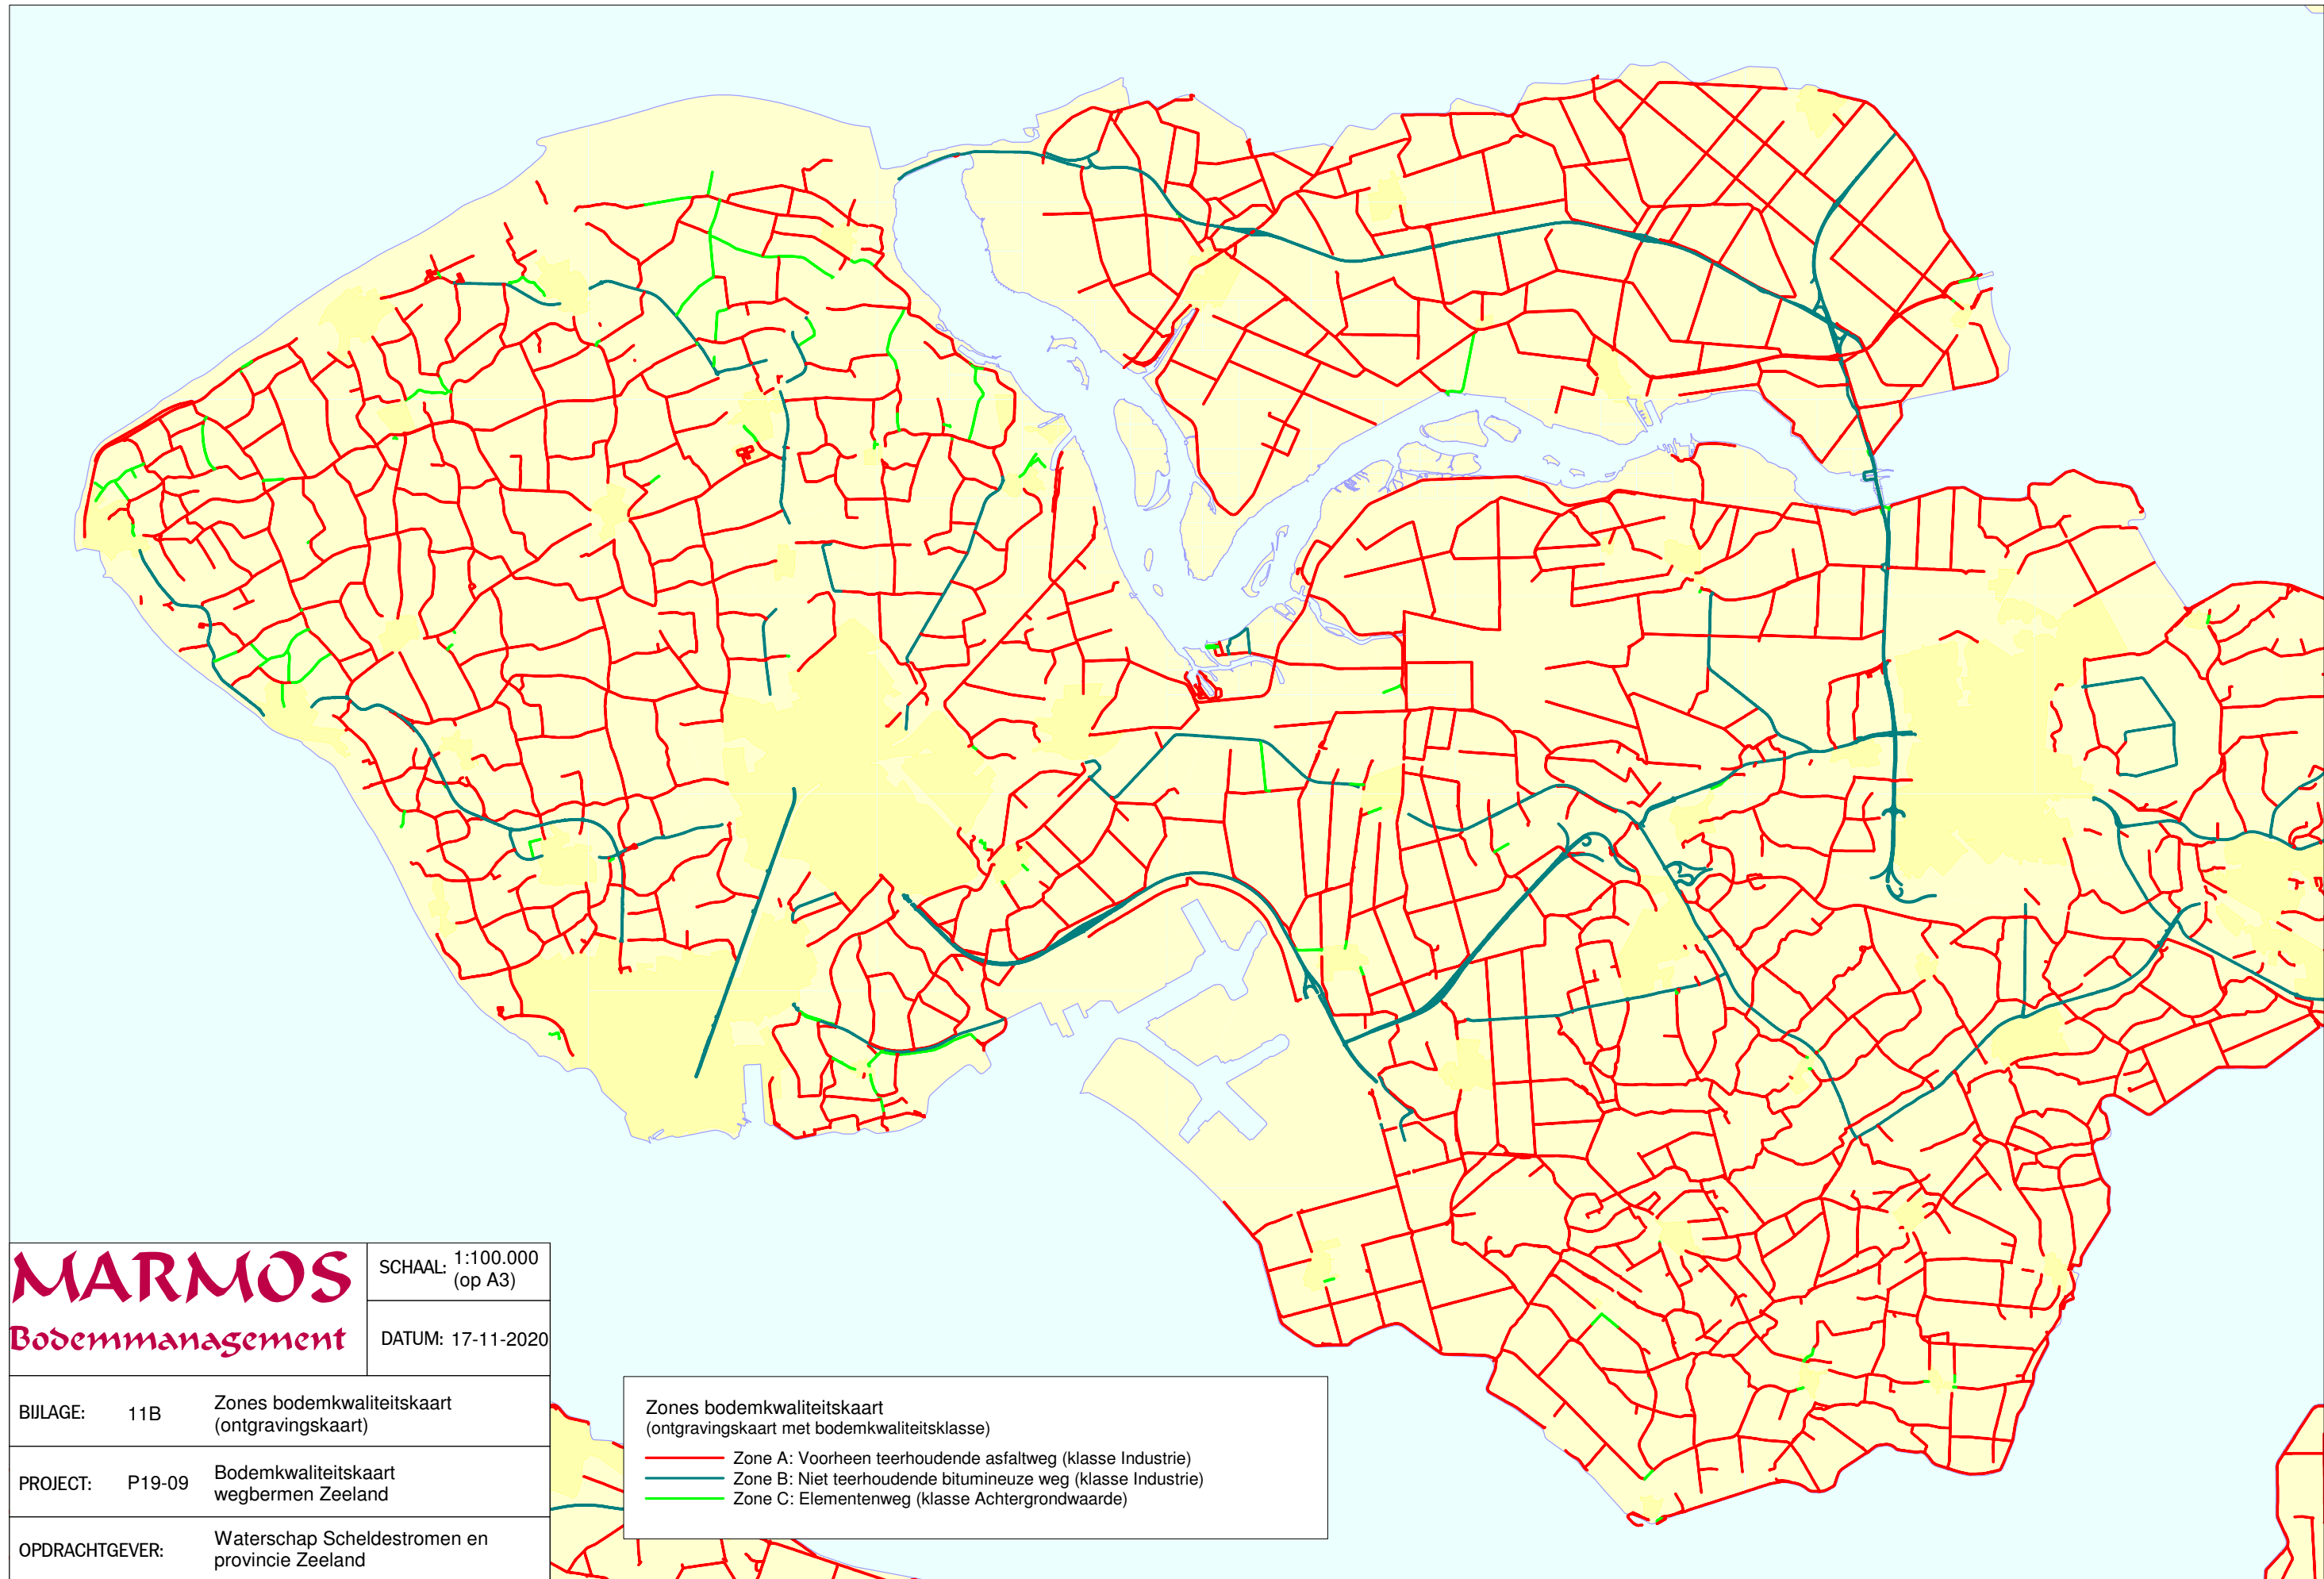 MARMOS
Bodemmanagement
SCHAAL: 1:100.000
(op A3)
DATUM: 17-11-2020
BIJLAGE: 11B Zones bodemkwaliteitskaart
(ontgravingskaart)
PROJECT: P19-09 Bodemkwaliteitskaart
wegbermen Zeeland
OPDRACHTGEVER: Waterschap Scheldestromen en
provincie Zeeland
Zones bodemkwaliteitskaart
(ontgravingskaart met bodemkwaliteitsklasse)
Zone A: Voorheen teerhoudende asfaltweg (klasse Industrie)
Zone B: Niet teerhoudende bitumineuze weg (klasse Industrie)
Zone C: Elementenweg (klasse Achtergrondwaarde)